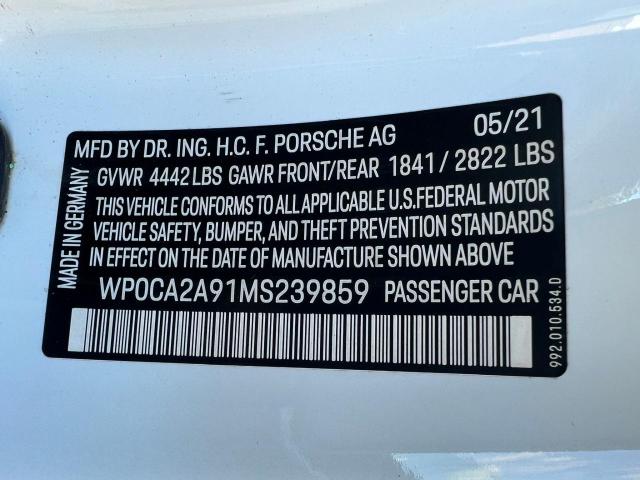 MFD BY DR. ING. H.C. F. PORSCHE AG 05/21
GVWR 4442 LBS GAWR FRONT/REAR 1841 / 2822 LBS
THIS VEHICLE CONFORMS TO ALL APPLICABLE U.S.FEDERAL MOTOR
VEHICLE SAFETY, BUMPER, AND THEFT PREVENTION STANDARDS
IN EFFECT ON THE DATE OF MANUFACTURE SHOWN ABOVE
WP0CA2A91MS239859 PASSENGER CAR
MADE IN GERMANY
992.010.534.0